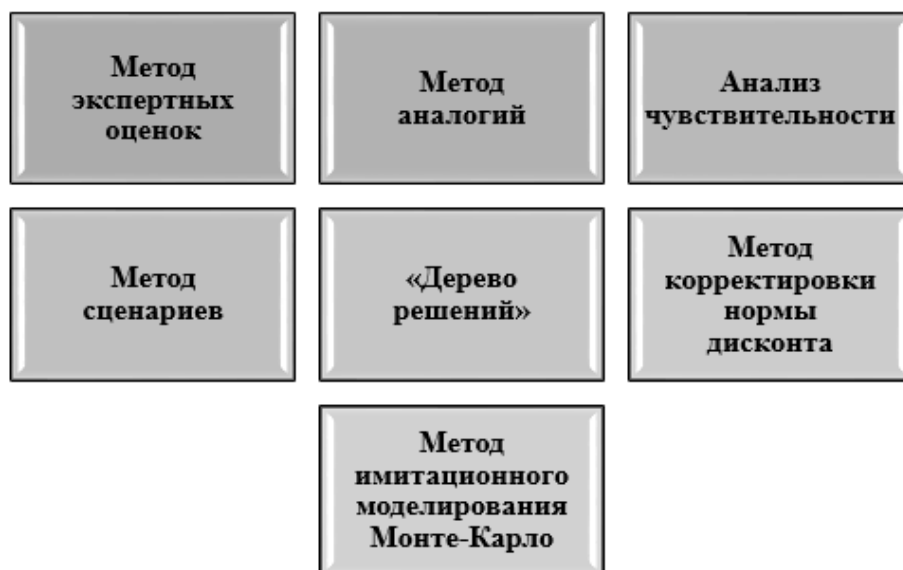 Метод
экспертных
оценок
Метод
аналогий
Анализ
чувствительности
Метод
сценариев
«Дерево
решений»
Метод
корректировки
нормы
дисконта
Метод
имитационного
моделирования
Монте-Карло